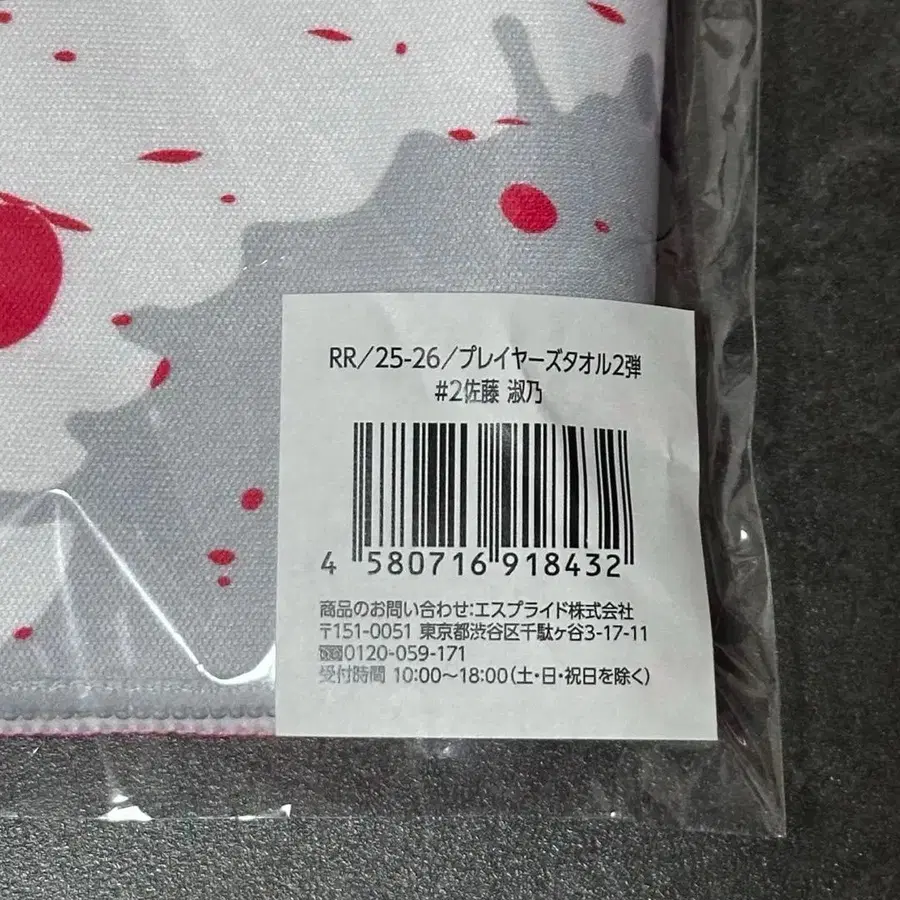 RR/25-26/プレイヤーズタオル2弾
#2佐藤 淑乃
4 580716 918432
商品のお問い合わせ:エスプライド株式会社
〒151-0051 東京都渋谷区千駄ヶ谷3-17-11
0120-059-171
受付時間 10:00～18:00(土・日・祝日を除く)